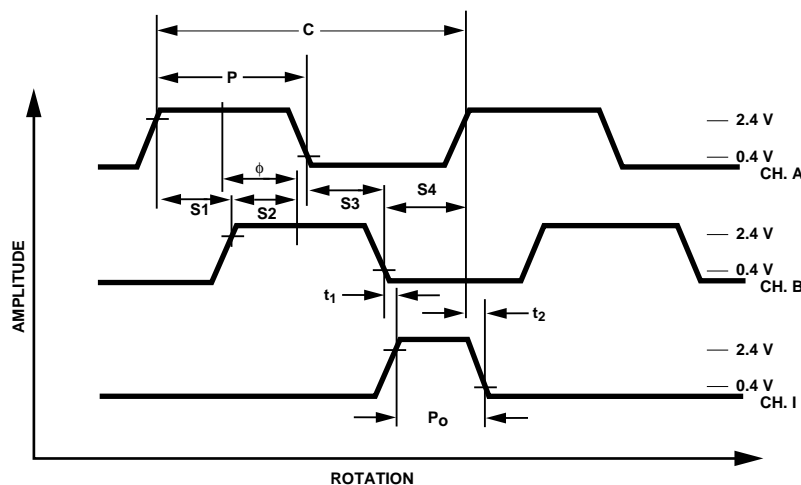 C
P
2.4 V
0.4 V
CH. A
ϕ
S1
S2
S3
S4
2.4 V
0.4 V
CH. B
t1
t2
2.4 V
0.4 V
CH. I
Po
AMPLITUDE
ROTATION